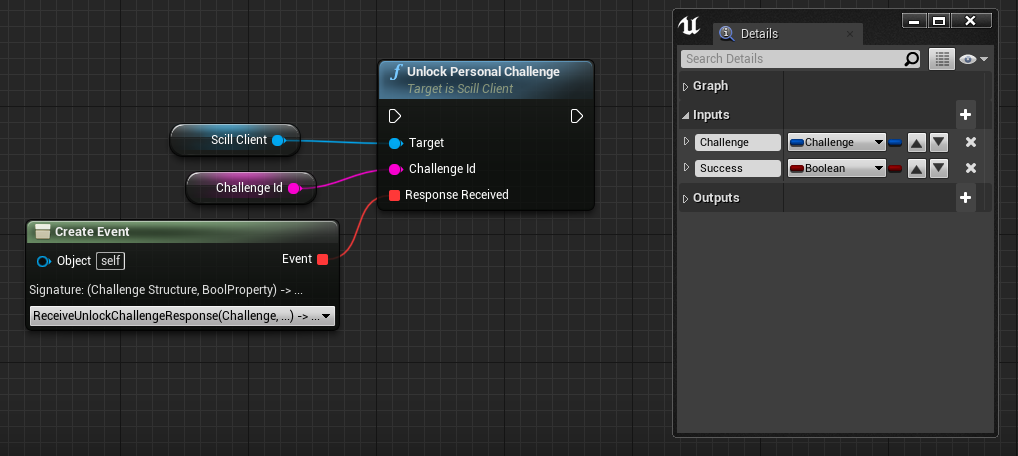 Unlock Personal Challenge
Target is Scill Client
Scill Client
Target
Challenge Id
Challenge Id
Response Received
Create Event
Object self
Event
Signature: (Challenge Structure, BoolProperty) -> ...
ReceiveUnlockChallengeResponse(Challenge, ...) -> ...
Details
Search Details
Graph
Inputs
Challenge Challenge
Success Boolean
Outputs